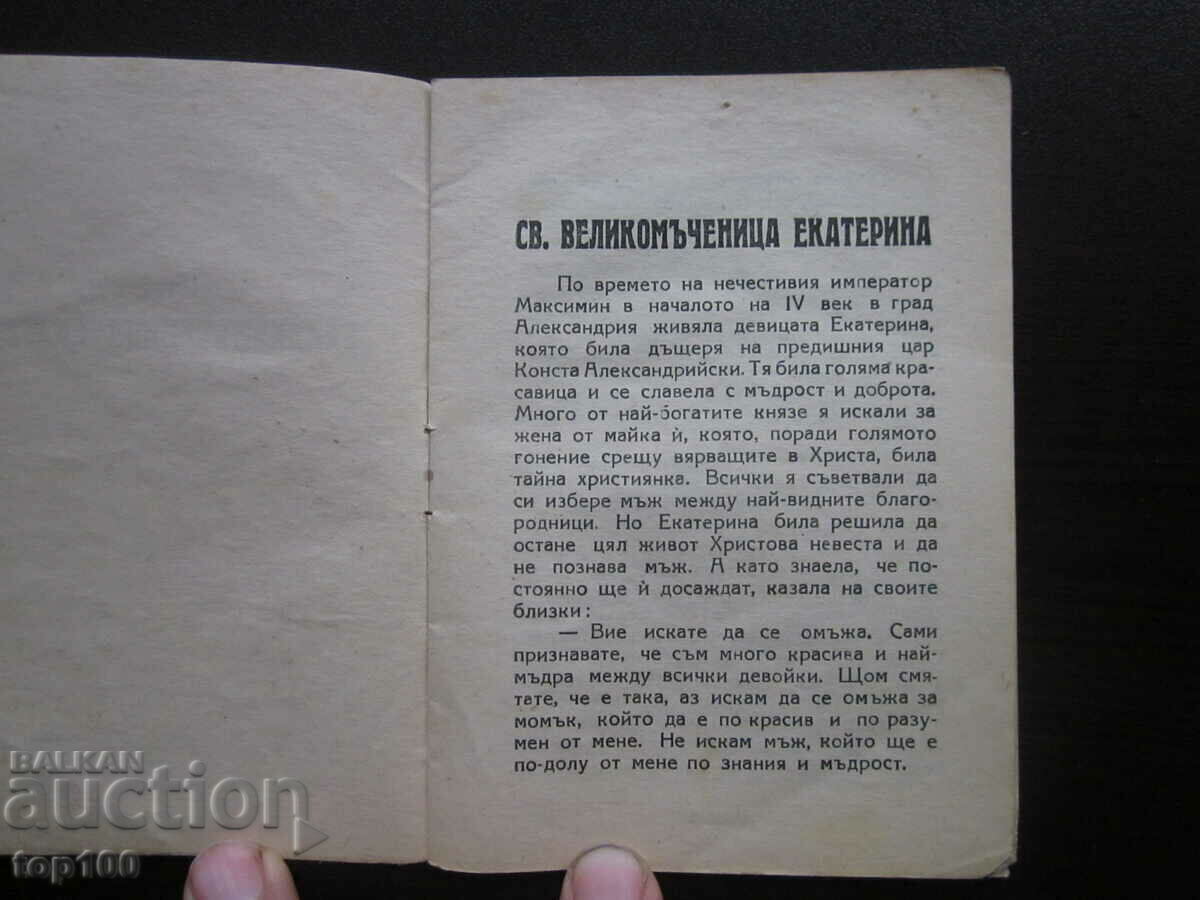 СВ. ВЕЛИКОМЪЧЕНИЦА ЕКАТЕРИНА
По времето на нечестивия император
Максимин в началото на IV век в град
Александрия живяла девицата Екатерина,
която била дъщеря на предишния цар
Конста Александрийски. Тя била голяма кра-
савица и се славела с мъдрост и доброта.
Много от най-богатите князе я искали за
жена от майка ѝ, която, поради голямото
гонение срещу вярващите в Христа, била
тайна християнка. Всички я съветвали да
си избере мъж между най-видните благо-
родници. Но Екатерина била решила да
остане цял живот Христова невеста и да
не познава мъж. А като знаела, че по-
стоянно ще ѝ досаждат, казала на своите
близки:
— Вие искате да се омъжа. Сами
признавате, че съм много красива и най-
мъдра между всички девойки. Щом смя-
тате, че е така, аз искам да се омъжа за
момък, който да е по красив и по разу-
мен от мене. Не искам мъж, който ще е
по-долу от мене по знания и мъдрост.
BALKAN
auction
top100